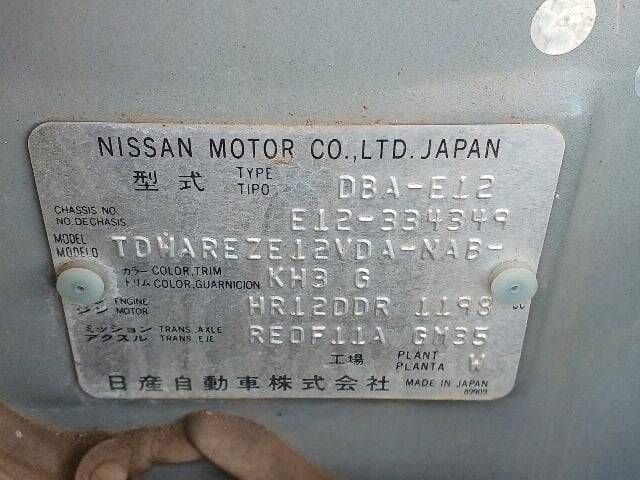 NISSAN MOTOR CO.,LTD. JAPAN
型式 TYPE TIPO DBA-E12
CHASSIS NO. NO.DECHASIS E12-334349
MODEL MODELO TDWAREZE12VDA-NAB-
カラー COLOR,TRIM トリム COLOR,GUARNICION KH3 G
エンジン ENGINE MOTOR HR12DDR 1198 cc
ミッション TRANS. AXLE アクスル TRANS. EJE RE0F11A GM35
工場 PLANT PLANTA W
日産自動車株式会社 MADE IN JAPAN
89909